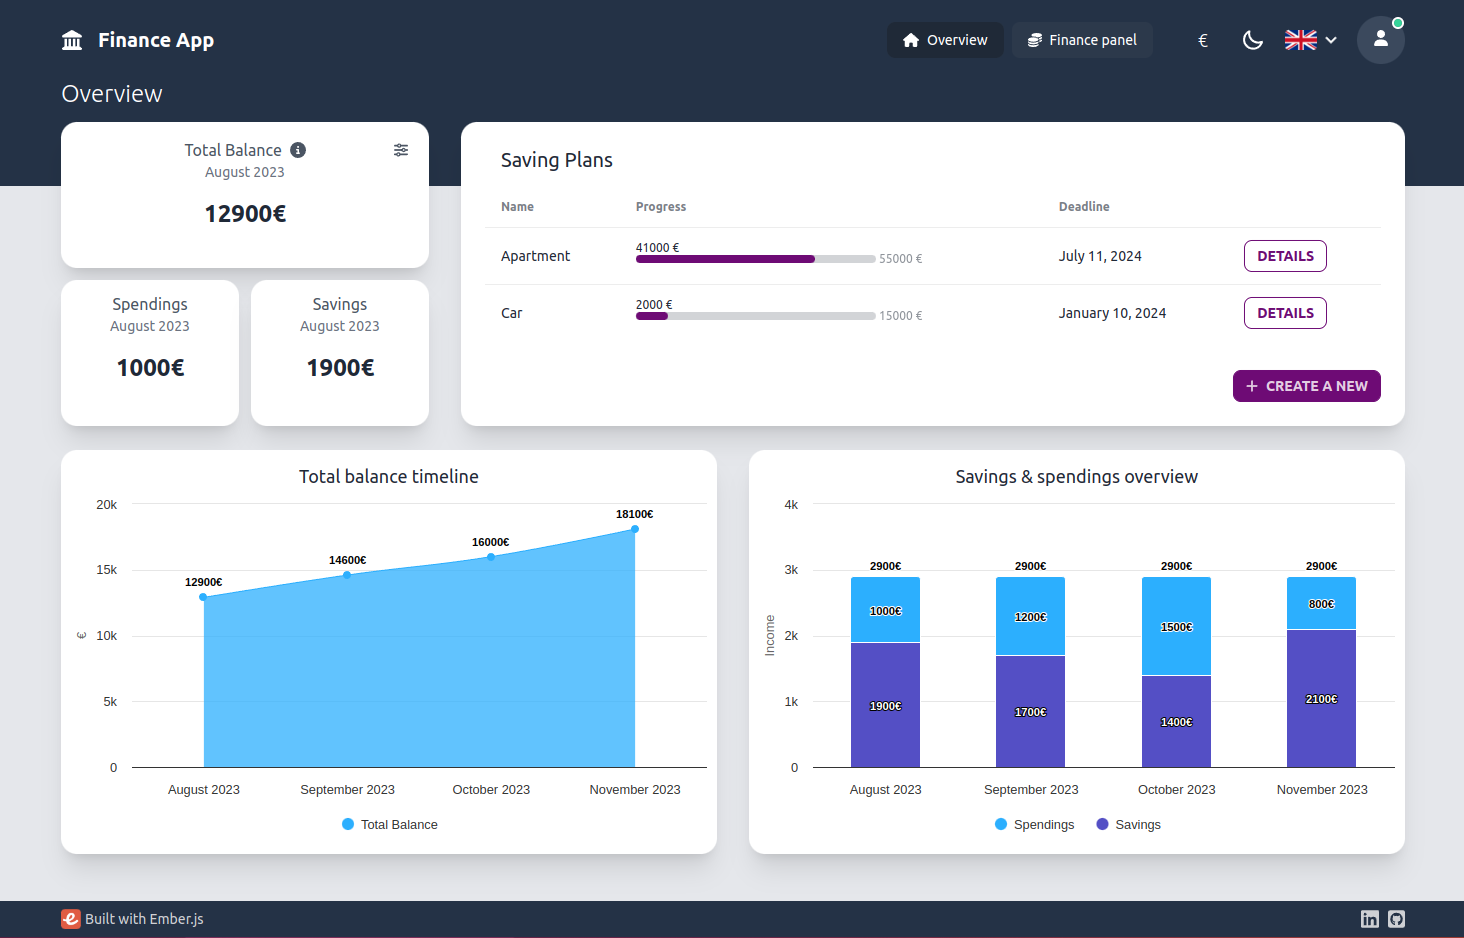 Finance App
Overview
Finance panel
€
Overview
Total Balance
August 2023
12900€
Spendings
August 2023
1000€
Savings
August 2023
1900€
Saving Plans
Name Progress Deadline
Apartment 41000 € 55000 € July 11, 2024 DETAILS
Car 2000 € 15000 € January 10, 2024 DETAILS
+ CREATE A NEW
Total balance timeline
20k
15k
10k
5k
0
€
12900€
14600€
16000€
18100€
August 2023 September 2023 October 2023 November 2023
Total Balance
Savings & spendings overview
4k
3k
2k
1k
0
Income
2900€ 2900€ 2900€ 2900€
1000€ 1200€ 1500€ 800€
1900€ 1700€ 1400€ 2100€
August 2023 September 2023 October 2023 November 2023
Spendings Savings
Built with Ember.js